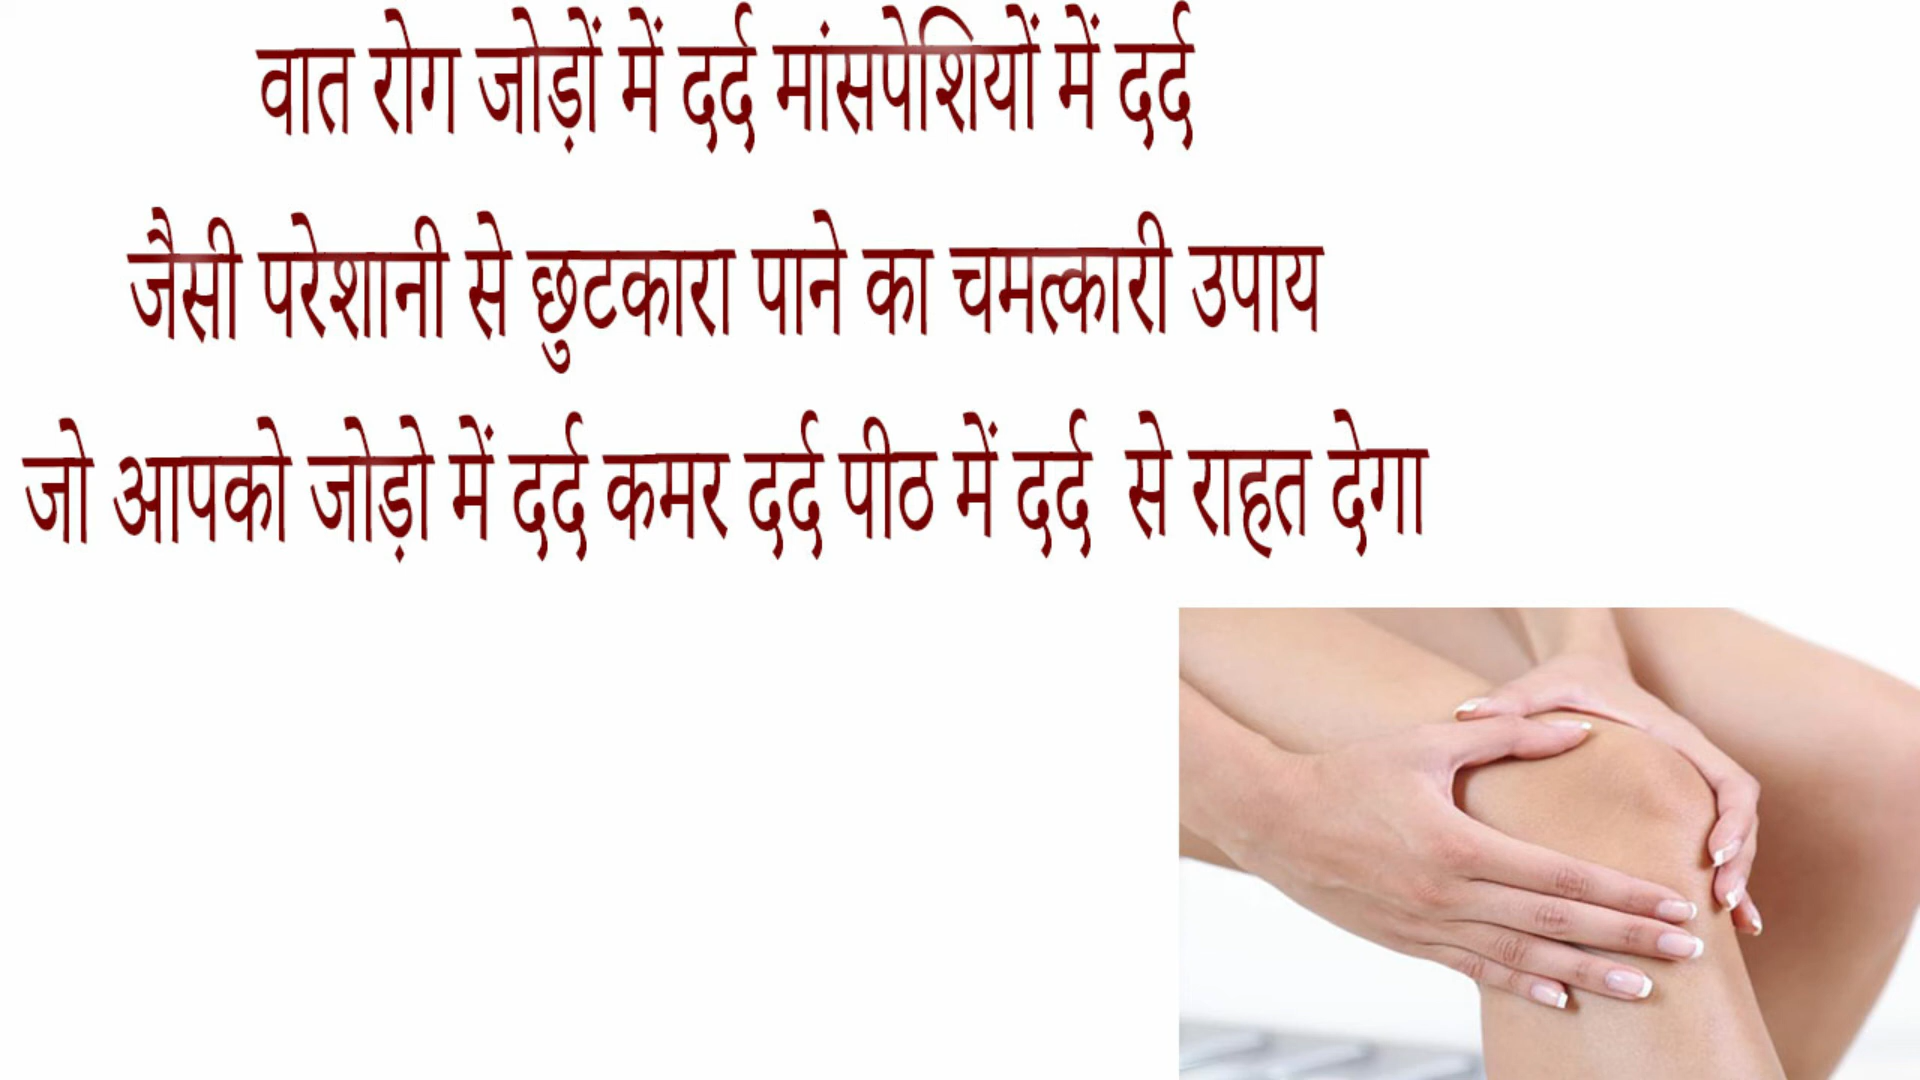 वात रोग जोड़ों में दर्द मांसपेशियों में दर्द
जैसी परेशानी से छुटकारा पाने का चमत्कारी उपाय
जो आपको जोड़ो में दर्द कमर दर्द पीठ में दर्द से राहत देगा